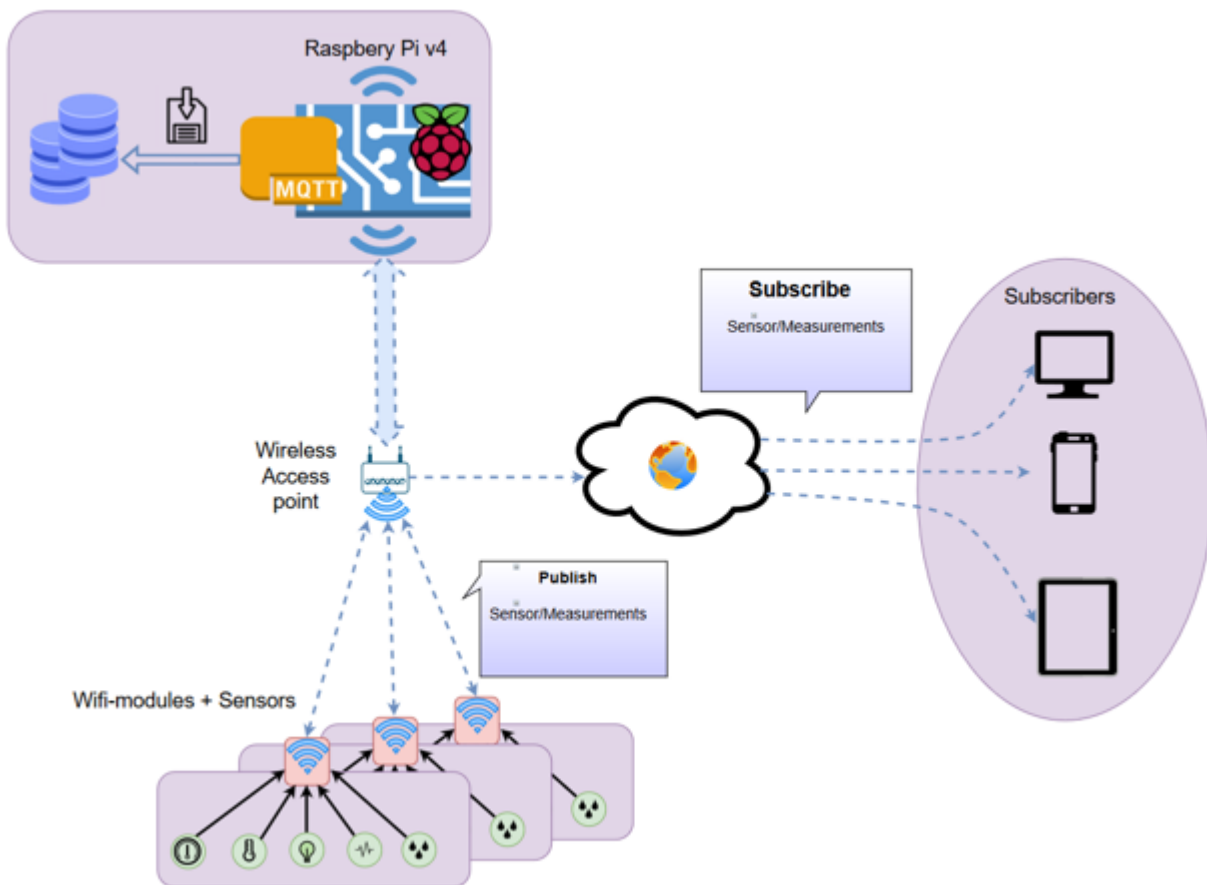 Raspbery Pi v4
MQTT
Subscribe
Sensor/Measurements
Subscribers
Wireless
Access
point
Publish
Sensor/Measurements
Wifi-modules + Sensors